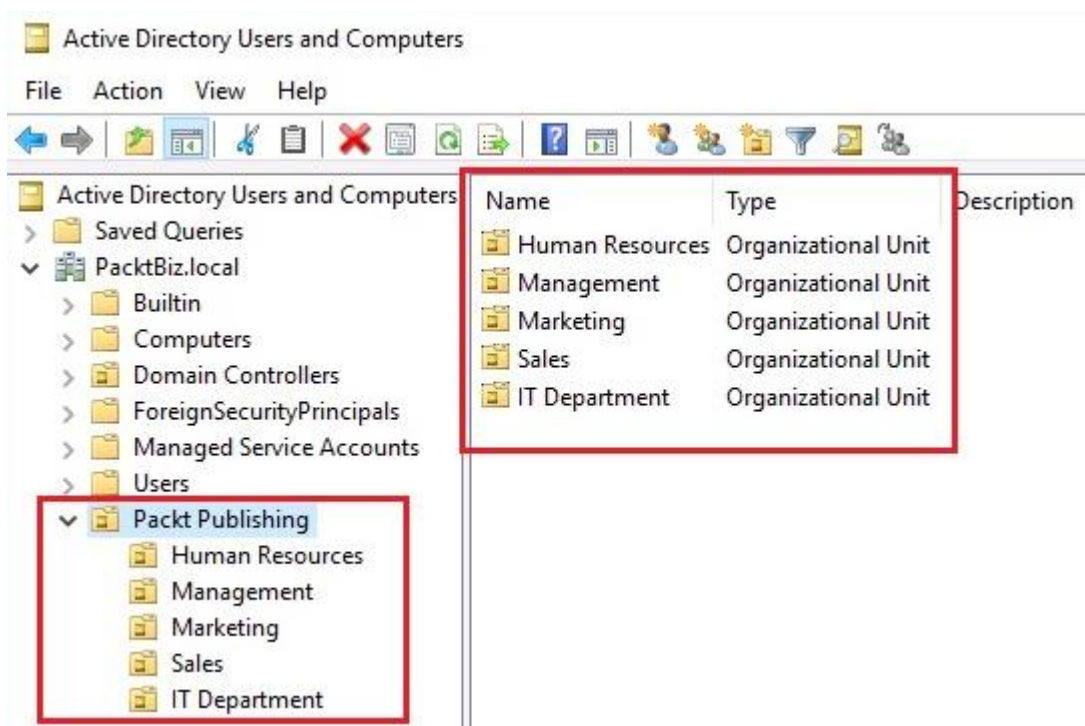 Active Directory Users and Computers
File Action View Help
Active Directory Users and Computers
Saved Queries
PacktBiz.local
Builtin
Computers
Domain Controllers
ForeignSecurityPrincipals
Managed Service Accounts
Users
Packt Publishing
Human Resources
Management
Marketing
Sales
IT Department
Name Type Description
Human Resources Organizational Unit
Management Organizational Unit
Marketing Organizational Unit
Sales Organizational Unit
IT Department Organizational Unit